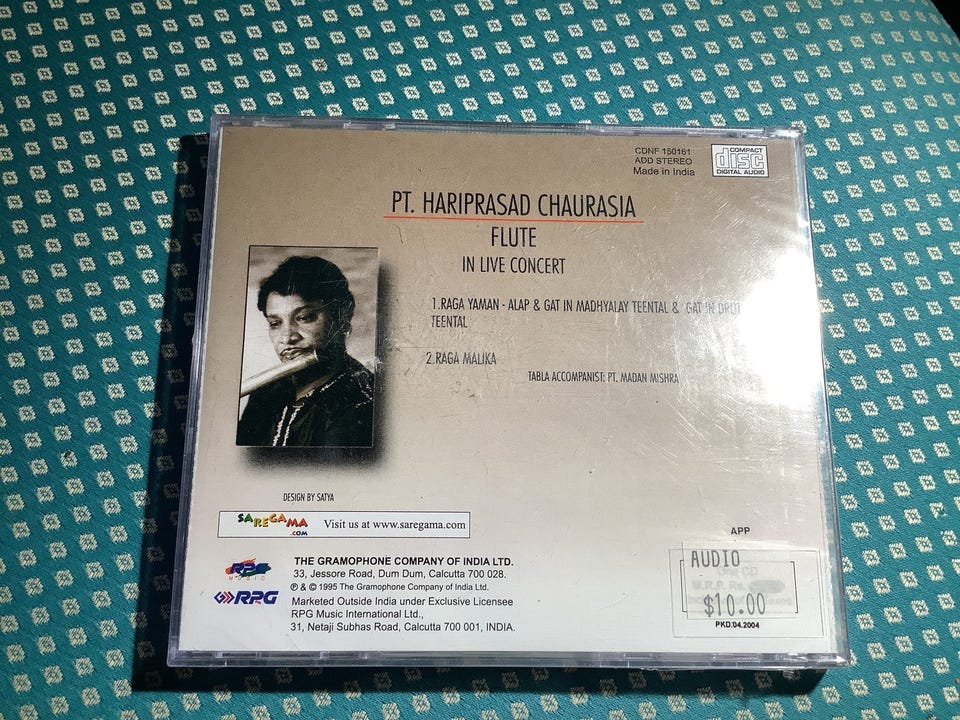 CDNF 150161
ADD STEREO
Made in India
COMPACT
disc
DIGITAL AUDIO
PT. HARIPRASAD CHAURASIA
FLUTE
IN LIVE CONCERT
1.RAGA YAMAN - ALAP & GAT IN MADHYALAY TEENTAL & GAT IN DRUT
TEENTAL
2.RAGA MALIKA
TABLA ACCOMPANIST: PT. MADAN MISHRA
DESIGN BY SATYA
SAREGAMA
.COM
Visit us at www.saregama.com
RPG
MUSIC
RPG
THE GRAMOPHONE COMPANY OF INDIA LTD.
33, Jessore Road, Dum Dum, Calcutta 700 028.
℗ & © 1995 The Gramophone Company of India Ltd.
Marketed Outside India under Exclusive Licensee
RPG Music International Ltd.,
31, Netaji Subhas Road, Calcutta 700 001, INDIA.
APP
AUDIO
One CD
M.R.P. Rs.
$10.00
PKD.04.2004